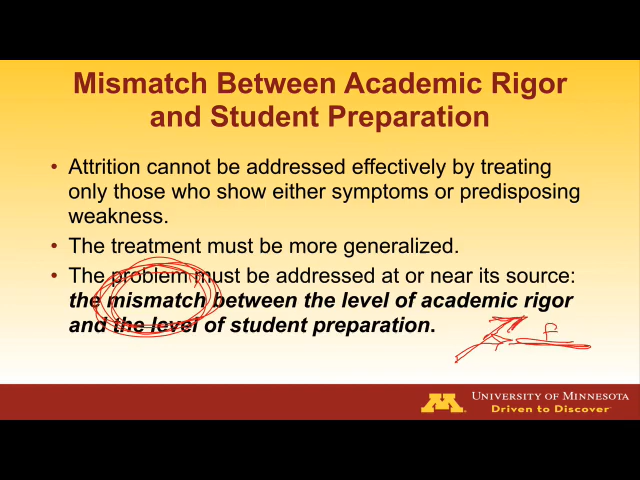 Mismatch Between Academic Rigor
and Student Preparation
• Attrition cannot be addressed effectively by treating
only those who show either symptoms or predisposing
weakness.
• The treatment must be more generalized.
• The problem must be addressed at or near its source:
the mismatch between the level of academic rigor
and the level of student preparation.
UNIVERSITY OF MINNESOTA
Driven to Discover